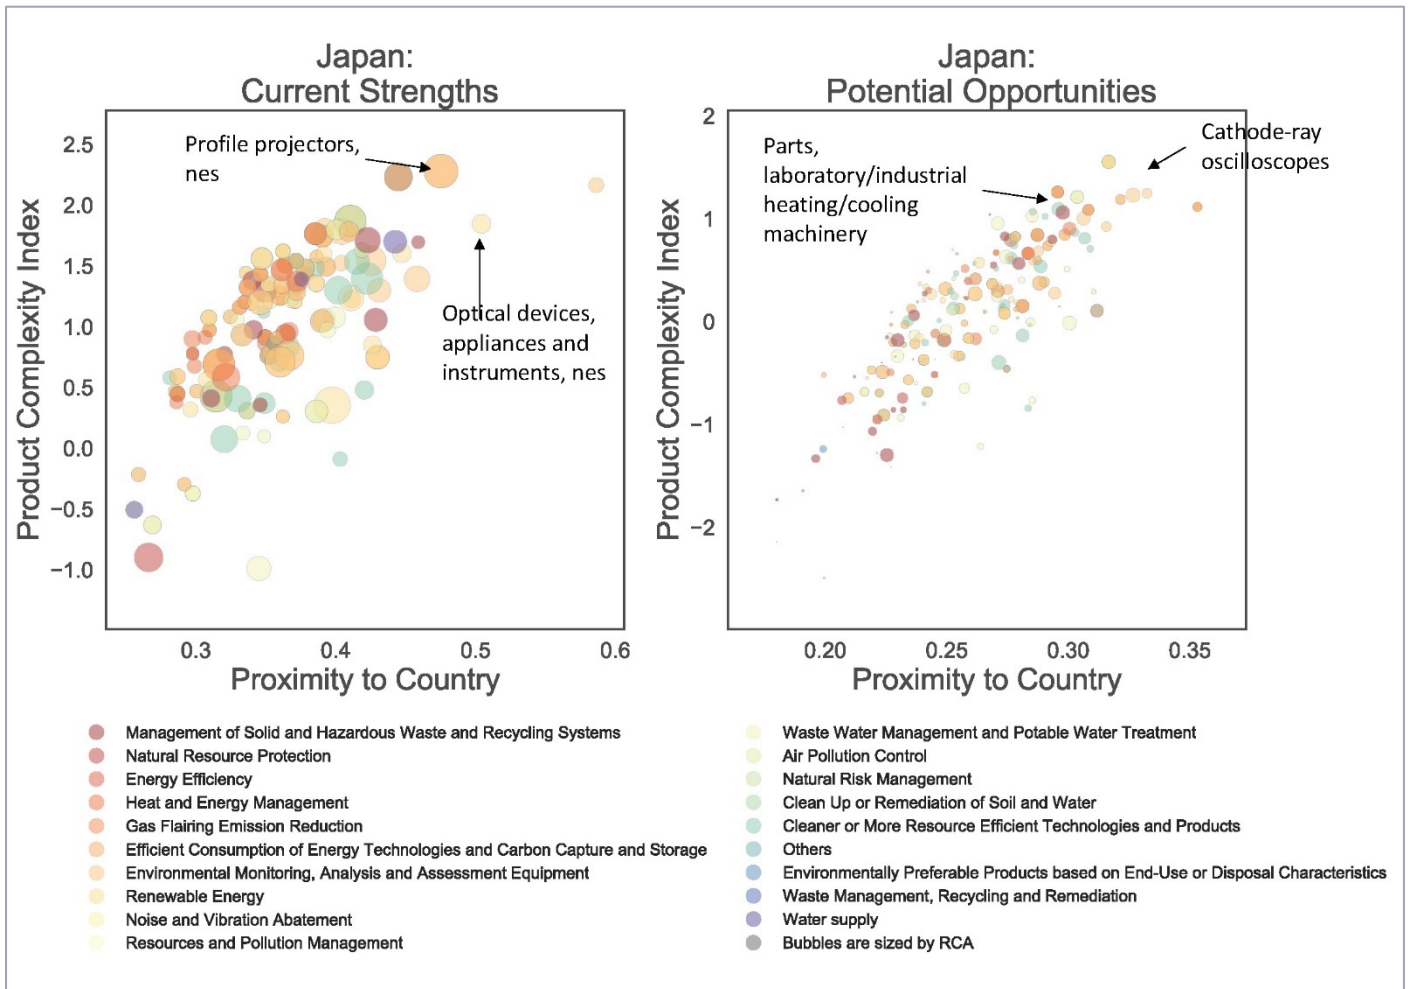 Japan:
Current Strengths
Product Complexity Index
2.5
2.0
1.5
1.0
0.5
0.0
−0.5
−1.0
Profile projectors,
nes
Optical devices,
appliances and
instruments, nes
0.3
0.4
0.5
0.6
Proximity to Country
Japan:
Potential Opportunities
Product Complexity Index
2
1
0
−1
−2
Parts,
laboratory/industrial
heating/cooling
machinery
Cathode-ray
oscilloscopes
0.20
0.25
0.30
0.35
Proximity to Country
Management of Solid and Hazardous Waste and Recycling Systems
Natural Resource Protection
Energy Efficiency
Heat and Energy Management
Gas Flairing Emission Reduction
Efficient Consumption of Energy Technologies and Carbon Capture and Storage
Environmental Monitoring, Analysis and Assessment Equipment
Renewable Energy
Noise and Vibration Abatement
Resources and Pollution Management
Waste Water Management and Potable Water Treatment
Air Pollution Control
Natural Risk Management
Clean Up or Remediation of Soil and Water
Cleaner or More Resource Efficient Technologies and Products
Others
Environmentally Preferable Products based on End-Use or Disposal Characteristics
Waste Management, Recycling and Remediation
Water supply
Bubbles are sized by RCA